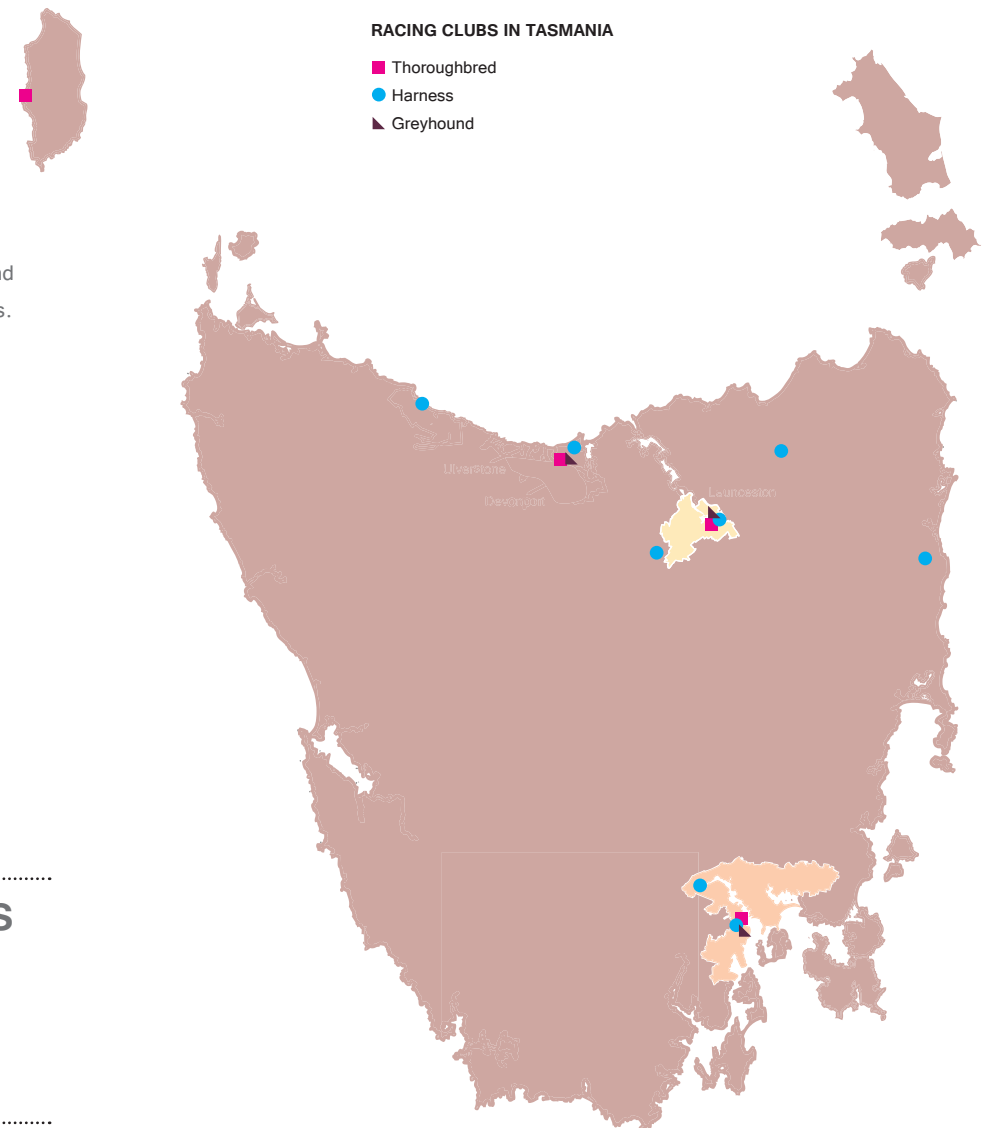 RACING CLUBS IN TASMANIA
Thoroughbred
Harness
Greyhound
Ulverstone
Devonport
Launceston